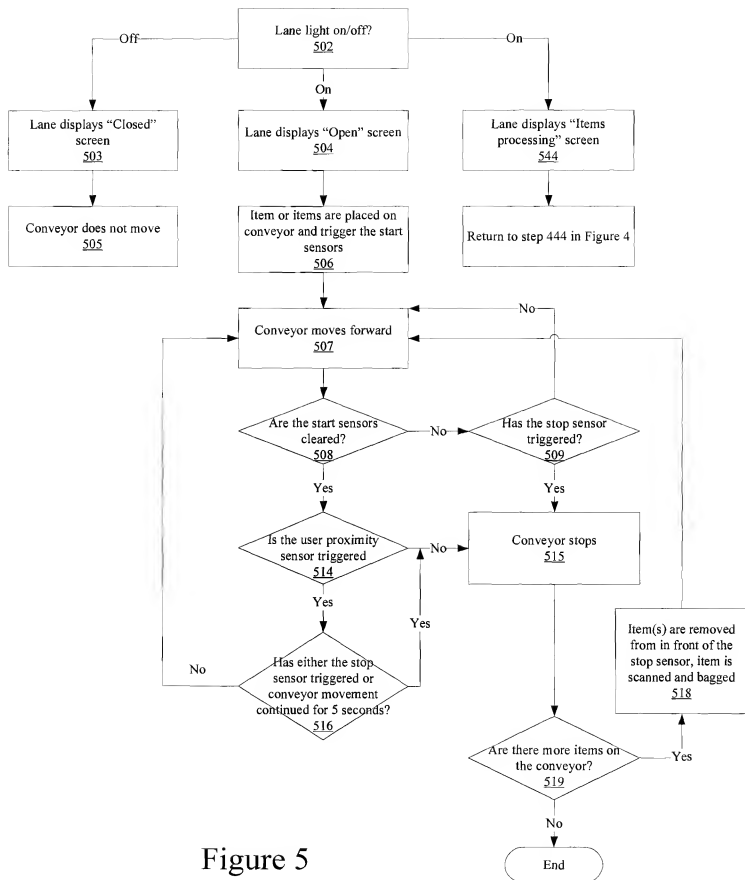 Lane light on/off?
502
Off
On
On
Lane displays “Closed”
screen
503
Lane displays “Open” screen
504
Lane displays “Items
processing” screen
544
Conveyor does not move
505
Item or items are placed on
conveyor and trigger the start
sensors
506
Return to step 444 in Figure 4
No
Conveyor moves forward
507
Are the start sensors
cleared?
508
No
Has the stop sensor
triggered?
509
Yes
Yes
Is the user proximity
sensor triggered
514
No
Conveyor stops
515
Yes
Yes
Item(s) are removed
from in front of the
stop sensor, item is
scanned and bagged
518
No
Has either the stop
sensor triggered or
conveyor movement
continued for 5 seconds?
516
Are there more items on
the conveyor?
519
Yes
No
End
Figure 5